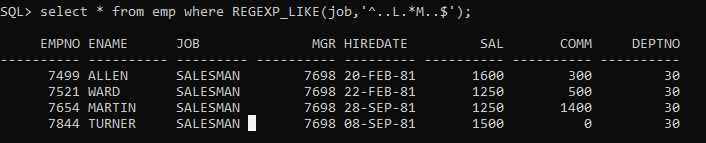 SQL> select * from emp where REGEXP_LIKE(job,'^..L.*M..$');
EMPNO ENAME JOB MGR HIREDATE SAL COMM DEPTNO
---------- ---------- --------- ---------- --------- ---------- ---------- ----------
7499 ALLEN SALESMAN 7698 20-FEB-81 1600 300 30
7521 WARD SALESMAN 7698 22-FEB-81 1250 500 30
7654 MARTIN SALESMAN 7698 28-SEP-81 1250 1400 30
7844 TURNER SALESMAN 7698 08-SEP-81 1500 0 30